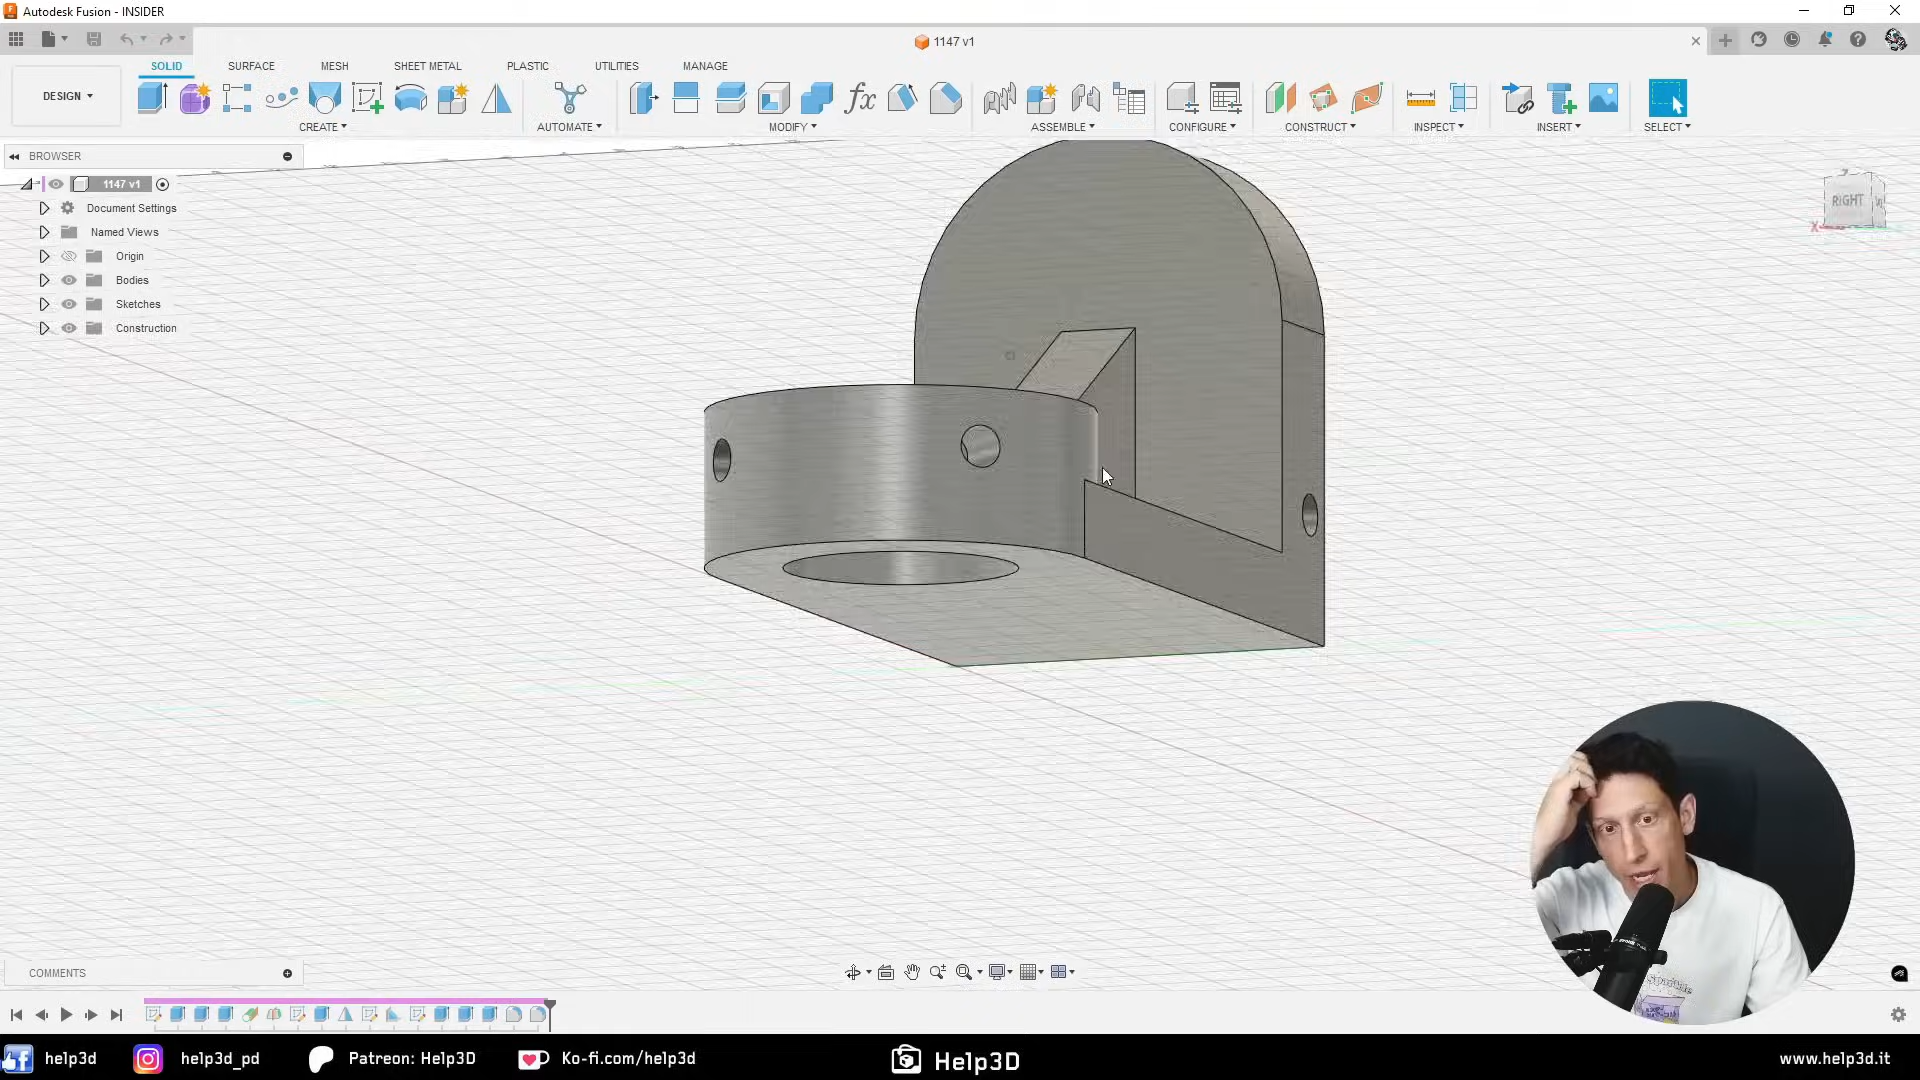 Autodesk Fusion - INSIDER
1147 v1
DESIGN
SOLID
SURFACE
MESH
SHEET METAL
PLASTIC
UTILITIES
MANAGE
CREATE
AUTOMATE
MODIFY
ASSEMBLE
CONFIGURE
CONSTRUCT
INSPECT
INSERT
SELECT
BROWSER
1147 v1
Document Settings
Named Views
Origin
Bodies
Sketches
Construction
RIGHT
X
Z
COMMENTS
help3d
help3d_pd
Patreon: Help3D
Ko-fi.com/help3d
Help3D
www.help3d.it